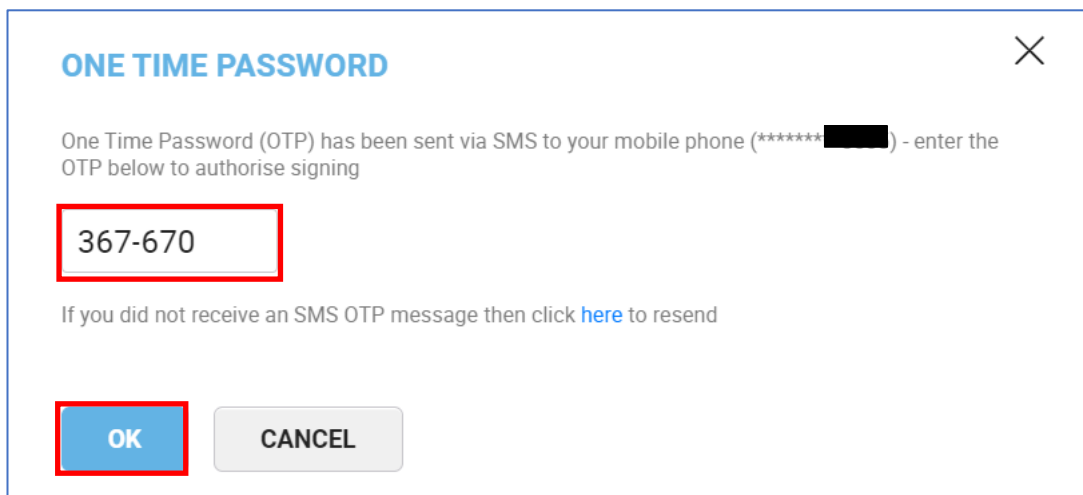 ONE TIME PASSWORD
One Time Password (OTP) has been sent via SMS to your mobile phone (*******) - enter the
OTP below to authorise signing
367-670
If you did not receive an SMS OTP message then click here to resend
OK
CANCEL